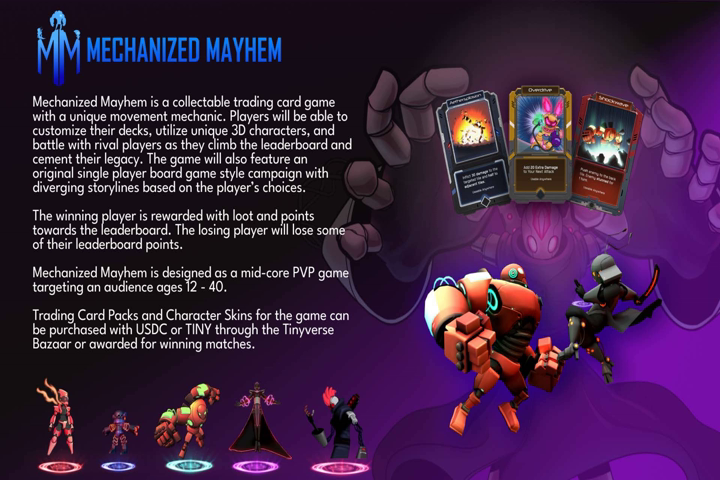 MECHANIZED MAYHEM
Mechanized Mayhem is a collectable trading card game
with a unique movement mechanic. Players will be able to
customize their decks, utilize unique 3D characters, and
battle with rival players as they climb the leaderboard and
cement their legacy. The game will also feature an
original single player board game style campaign with
diverging storylines based on the player's choices.
The winning player is rewarded with loot and points
towards the leaderboard. The losing player will lose some
of their leaderboard points.
Mechanized Mayhem is designed as a mid-core PVP game
targeting an audience ages 12 - 40.
Trading Card Packs and Character Skins for the game can
be purchased with USDC or TINY through the Tinyverse
Bazaar or awarded for winning matches.
Overdrive
Add 20 Extra Damage
to Your Next Attack
Shockwave